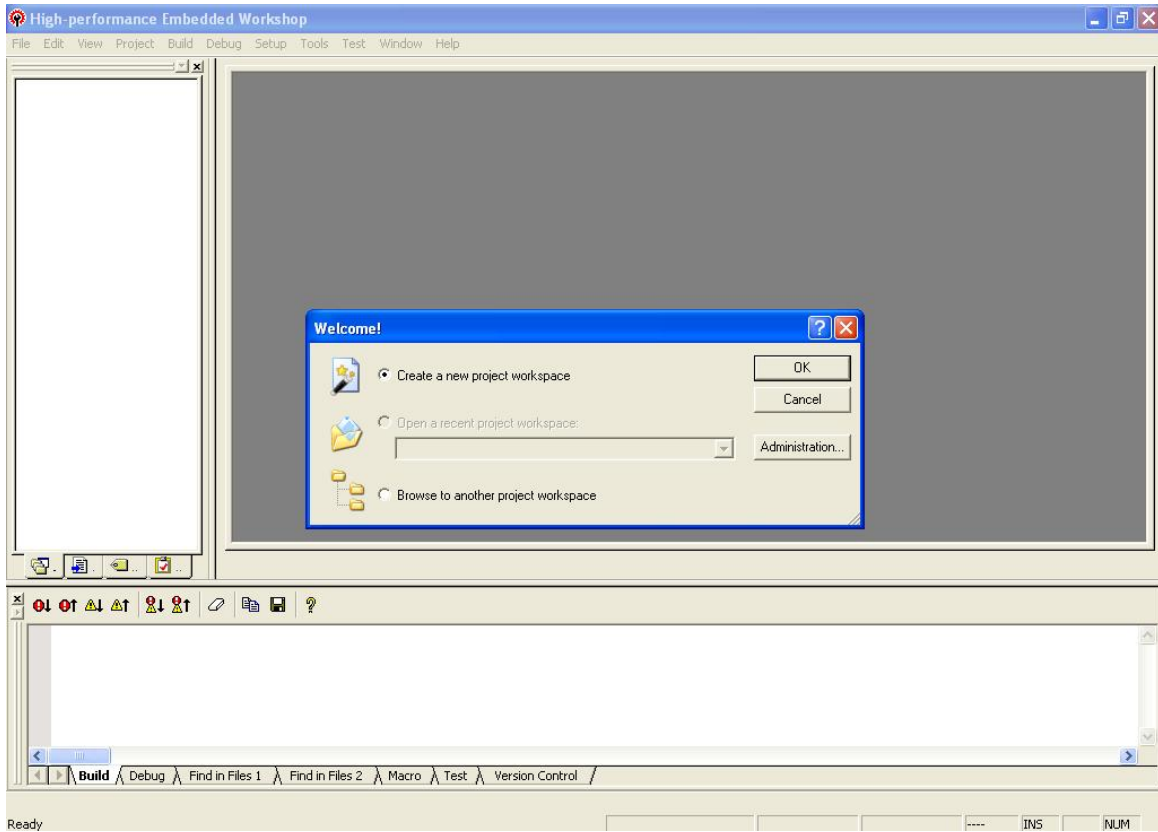 High-performance Embedded Workshop
File Edit View Project Build Debug Setup Tools Test Window Help
Welcome!
Create a new project workspace
OK
Cancel
Open a recent project workspace:
Administration...
Browse to another project workspace
Build Debug Find in Files 1 Find in Files 2 Macro Test Version Control
Ready ---- INS NUM